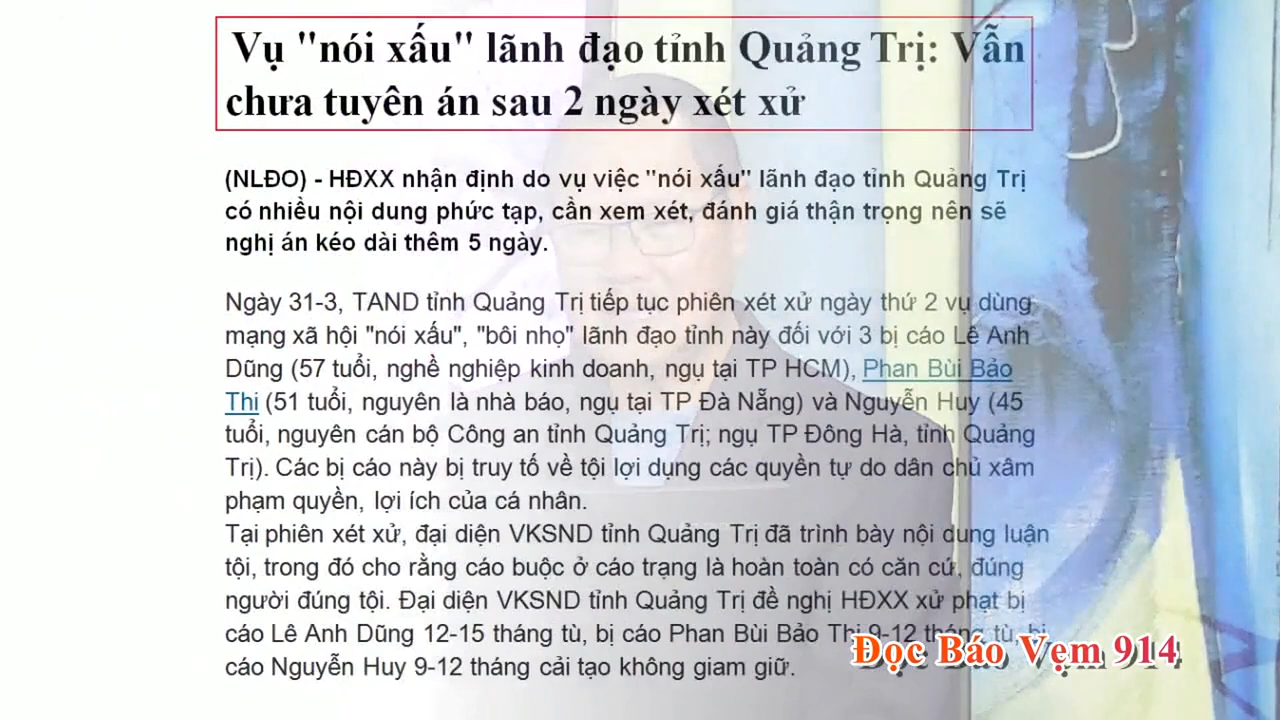 Vụ "nói xấu" lãnh đạo tỉnh Quảng Trị: Vẫn
chưa tuyên án sau 2 ngày xét xử
(NLĐO) - HĐXX nhận định do vụ việc "nói xấu" lãnh đạo tỉnh Quảng Trị
có nhiều nội dung phức tạp, cần xem xét, đánh giá thận trọng nên sẽ
nghị án kéo dài thêm 5 ngày.
Ngày 31-3, TAND tỉnh Quảng Trị tiếp tục phiên xét xử ngày thứ 2 vụ dùng
mạng xã hội "nói xấu", "bôi nhọ" lãnh đạo tỉnh này đối với 3 bị cáo Lê Anh
Dũng (57 tuổi, nghề nghiệp kinh doanh, ngụ tại TP HCM), Phan Bùi Bảo
Thi (51 tuổi, nguyên là nhà báo, ngụ tại TP Đà Nẵng) và Nguyễn Huy (45
tuổi, nguyên cán bộ Công an tỉnh Quảng Trị; ngụ TP Đông Hà, tỉnh Quảng
Trị). Các bị cáo này bị truy tố về tội lợi dụng các quyền tự do dân chủ xâm
phạm quyền, lợi ích của cá nhân.
Tại phiên xét xử, đại diện VKSND tỉnh Quảng Trị đã trình bày nội dung luận
tội, trong đó cho rằng cáo buộc ở cáo trạng là hoàn toàn có căn cứ, đúng
người đúng tội. Đại diện VKSND tỉnh Quảng Trị đề nghị HĐXX xử phạt bị
cáo Lê Anh Dũng 12-15 tháng tù, bị cáo Phan Bùi Bảo Thi 9-12 tháng tù, bị
cáo Nguyễn Huy 9-12 tháng cải tạo không giam giữ.
Đọc Báo Vẹm 914